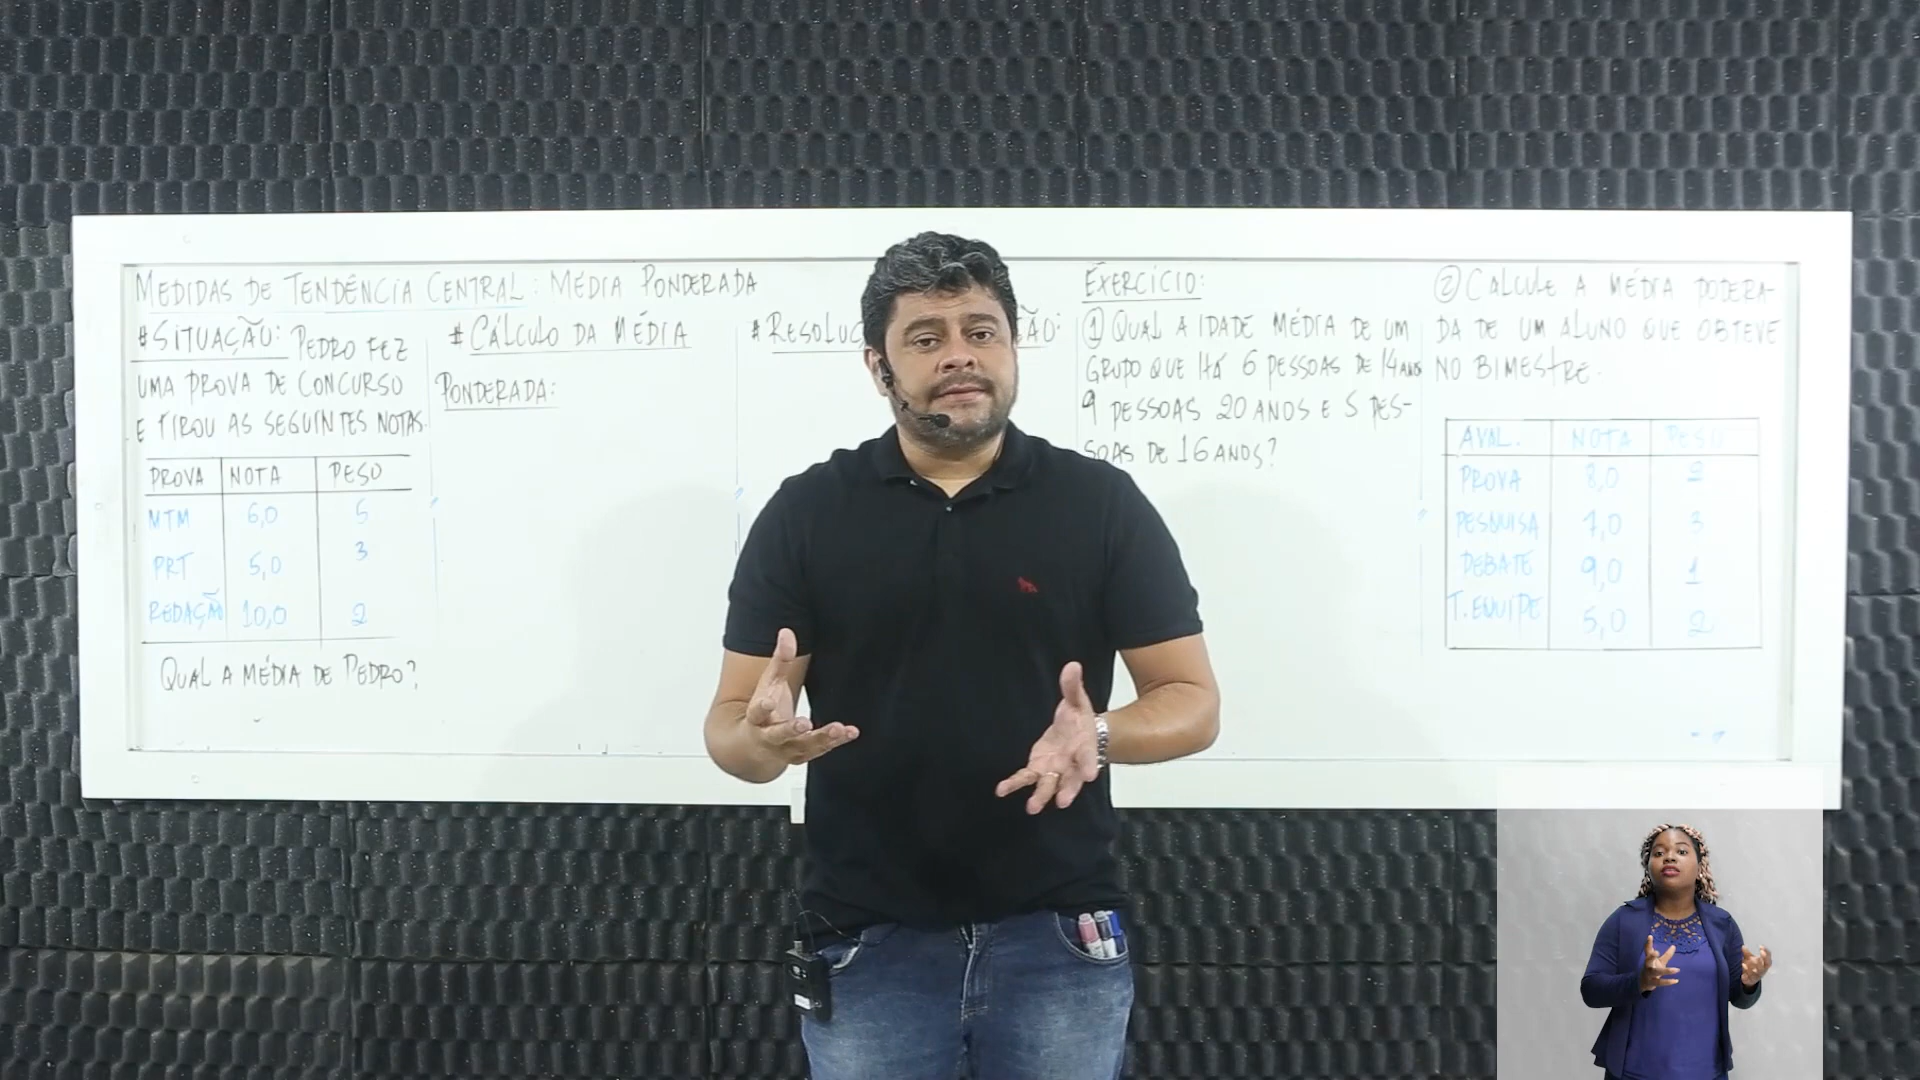 MEDIDAS DE TENDÊNCIA CENTRAL: MÉDIA PONDERADA
# SITUAÇÃO: PEDRO FEZ
UMA PROVA DE CONCURSO
E TIROU AS SEGUINTES NOTAS.
PROVA NOTA PESO
MTM 6,0 5
PRT 5,0 3
REDAÇÃO 10,0 2
QUAL A MÉDIA DE PEDRO?
# CÁLCULO DA MÉDIA
PONDERADA:
# RESOLUÇ ÃO:
EXERCÍCIO:
① QUAL A IDADE MÉDIA DE UM
GRUPO QUE HÁ 6 PESSOAS DE 14 ANOS
9 PESSOAS 20 ANOS E 5 PES-
SOAS DE 16 ANOS?
② CALCULE A MÉDIA PODERA-
DA DE UM ALUNO QUE OBTEVE
NO BIMESTRE.
AVAL. NOTA PESO
PROVA 8,0 2
PESQUISA 7,0 3
DEBATE 9,0 1
T. EQUIPE 5,0 2